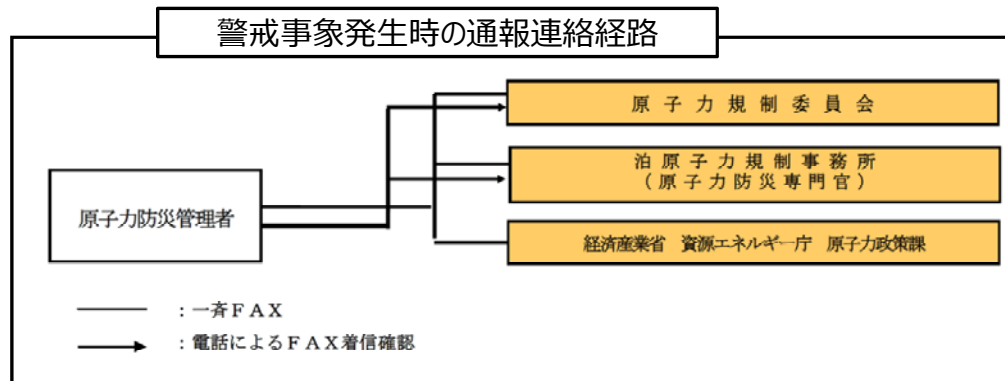 警戒事象発生時の通報連絡経路
原子力規制委員会
泊原子力規制事務所
(原子力防災専門官)
原子力防災管理者
経済産業省 資源エネルギー庁 原子力政策課
:一斉FAX
:電話によるFAX着信確認